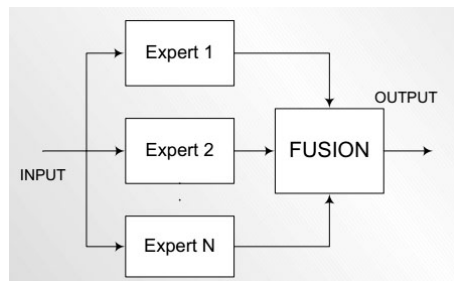 Expert 1
OUTPUT
Expert 2
FUSION
INPUT
Expert N